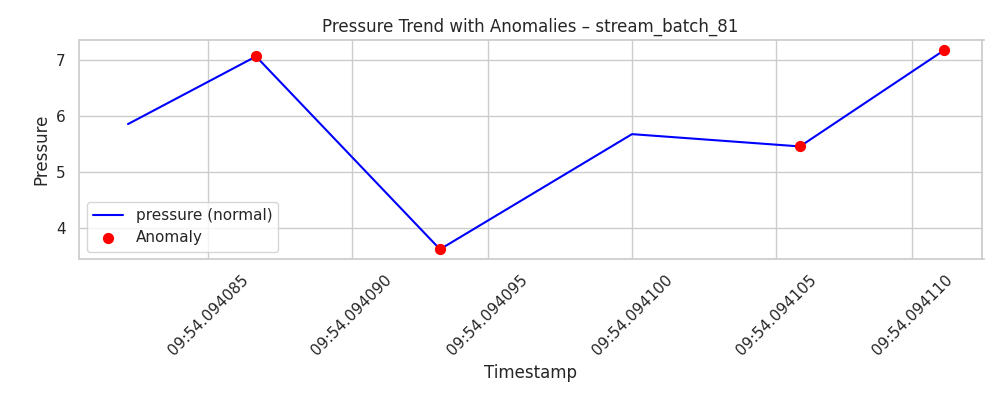 Pressure Trend with Anomalies – stream_batch_81
Pressure
7
6
5
4
pressure (normal)
Anomaly
09:54.094085
09:54.094090
09:54.094095
09:54.094100
09:54.094105
09:54.094110
Timestamp